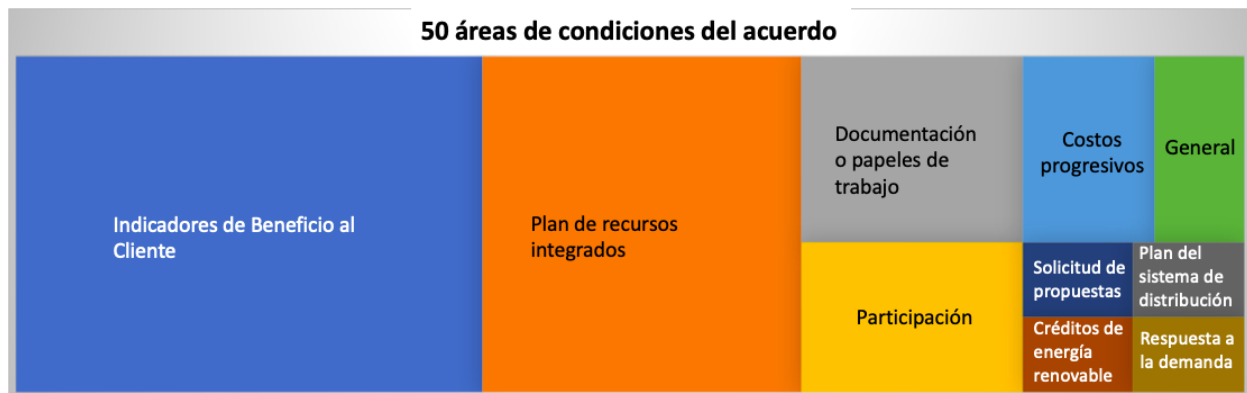 50 áreas de condiciones del acuerdo
Indicadores de Beneficio al
Cliente
Plan de recursos
integrados
Documentación
o papeles de
trabajo
Costos
progresivos
General
Participación
Solicitud de
propuestas
Plan del
sistema de
distribución
Créditos de
energía
renovable
Respuesta a
la demanda